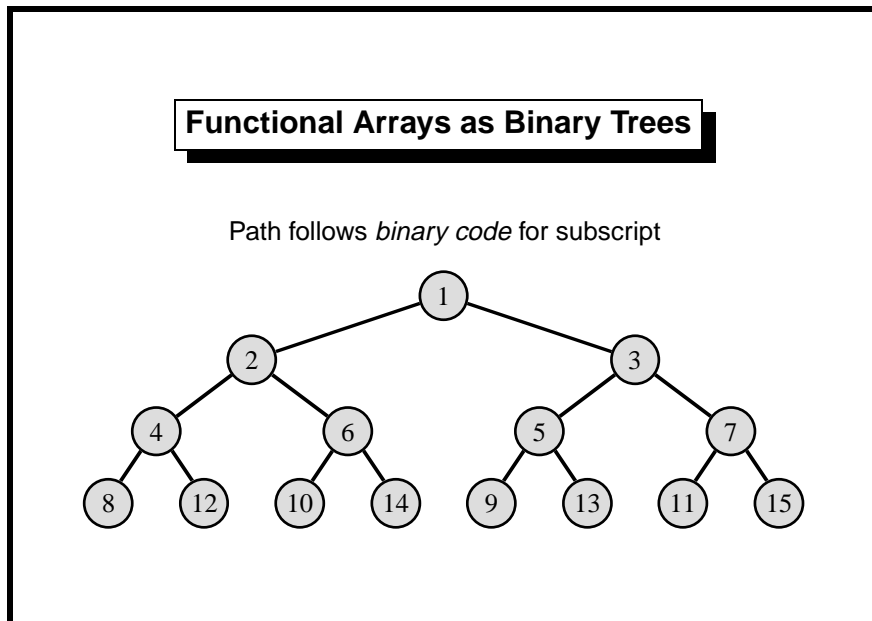 Functional Arrays as Binary Trees
Path follows binary code for subscript
1
2 3
4 6 5 7
8 12 10 14 9 13 11 15